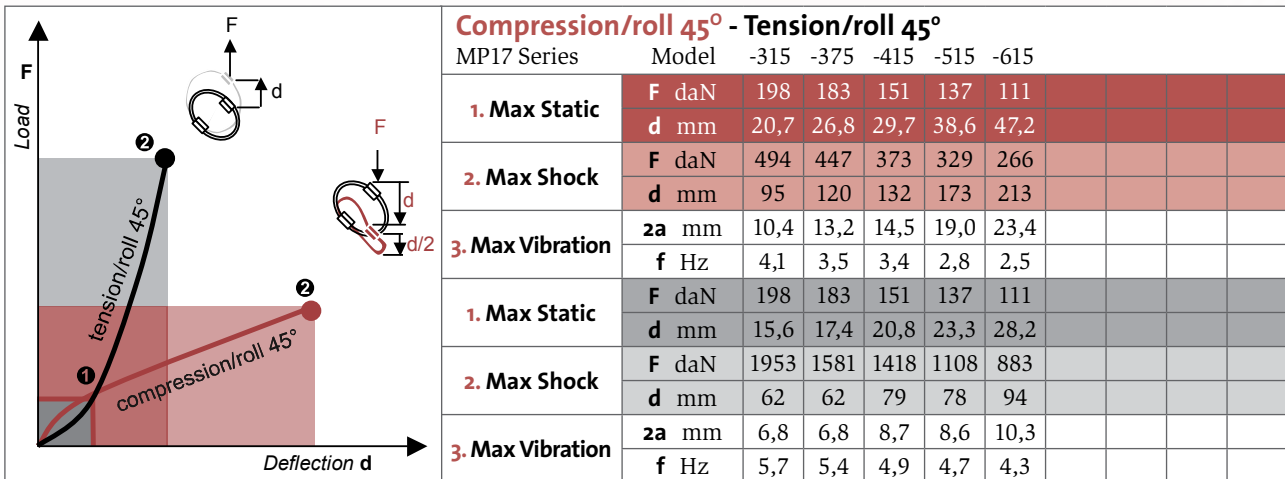 F
Load
F
d
F
d
d/2
❷
❷
❶
tension/roll 45°
compression/roll 45°
Deflection d
Compression/roll 45° - Tension/roll 45°
MP17 Series Model -315 -375 -415 -515 -615
1. Max Static
F daN 198 183 151 137 111
d mm 20,7 26,8 29,7 38,6 47,2
2. Max Shock
F daN 494 447 373 329 266
d mm 95 120 132 173 213
3. Max Vibration
2a mm 10,4 13,2 14,5 19,0 23,4
f Hz 4,1 3,5 3,4 2,8 2,5
1. Max Static
F daN 198 183 151 137 111
d mm 15,6 17,4 20,8 23,3 28,2
2. Max Shock
F daN 1953 1581 1418 1108 883
d mm 62 62 79 78 94
3. Max Vibration
2a mm 6,8 6,8 8,7 8,6 10,3
f Hz 5,7 5,4 4,9 4,7 4,3